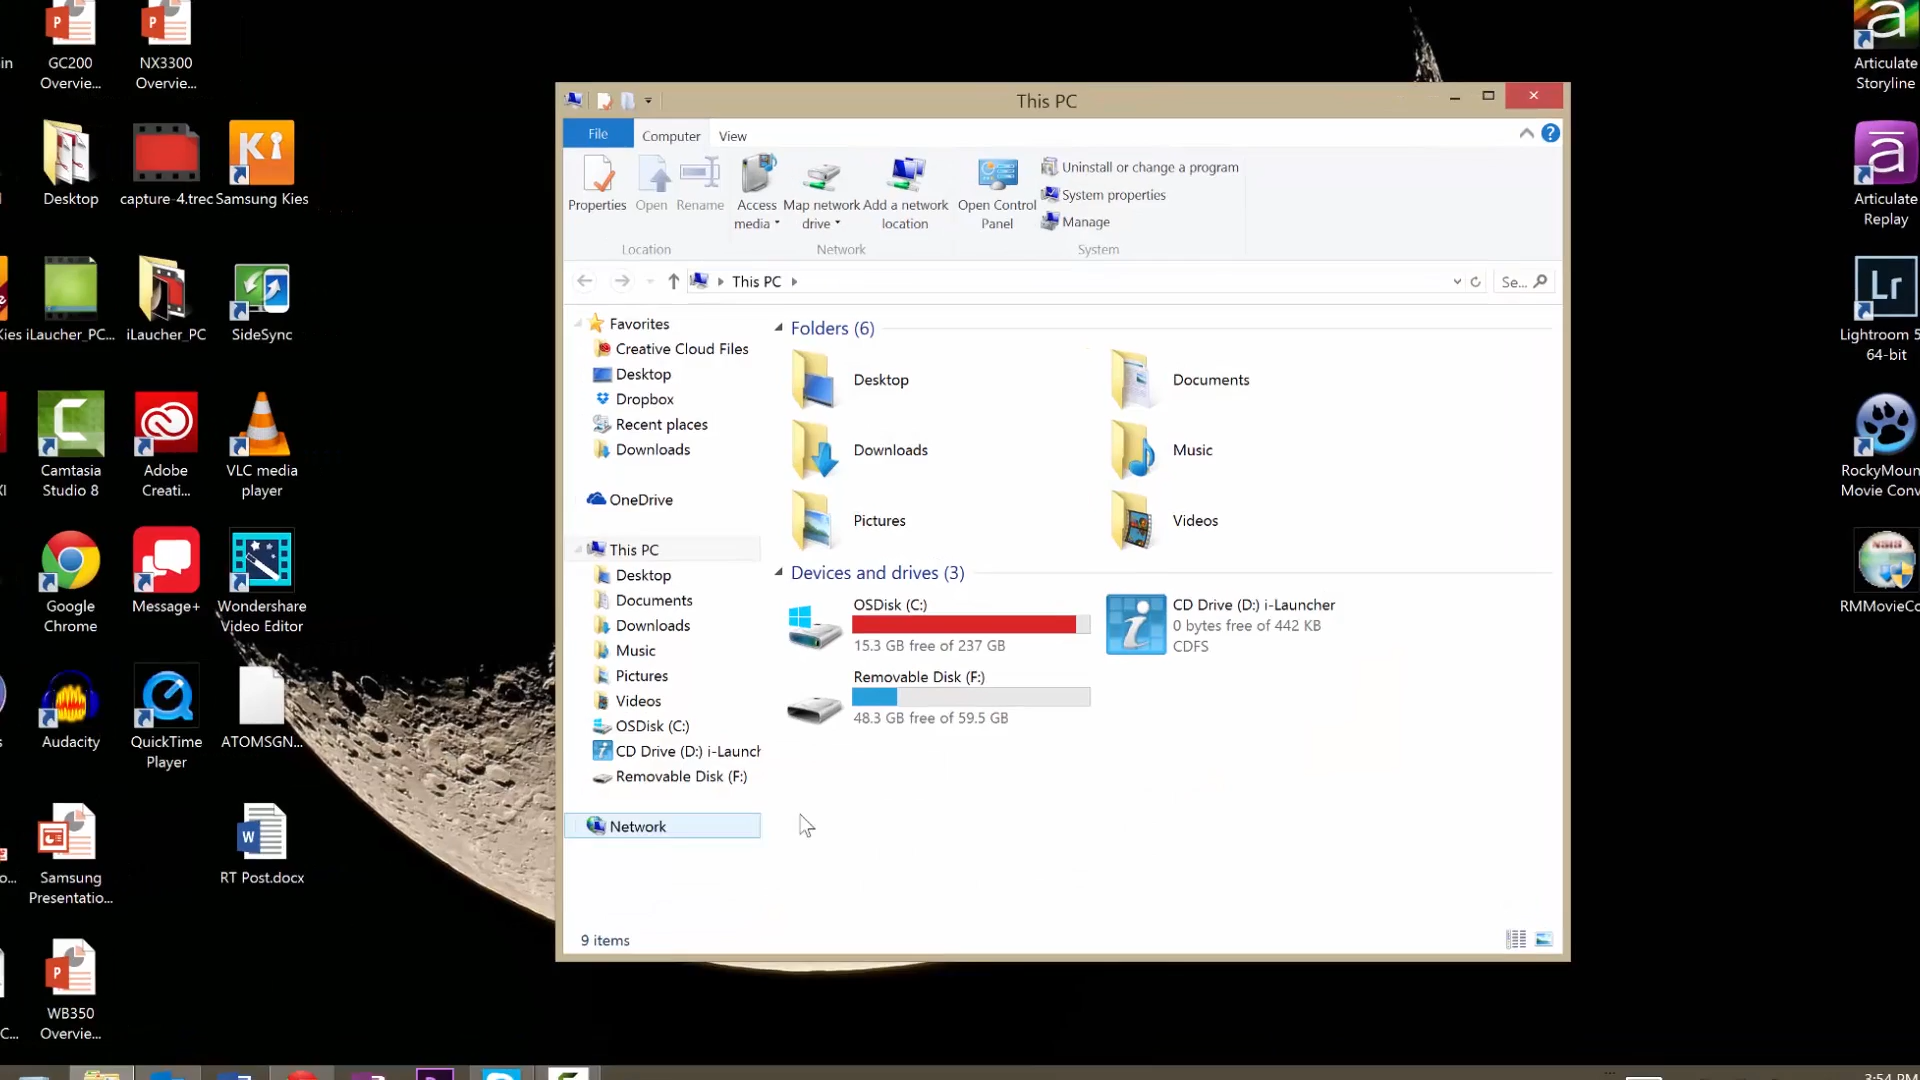 GC200
Overvie...
NX3300
Overvie...
Desktop
capture-4.trec
Samsung Kies
iLaucher_PC...
iLaucher_PC
SideSync
Camtasia
Studio 8
Adobe
Creati...
VLC media
player
Google
Chrome
Message+
Wondershare
Video Editor
Audacity
QuickTime
Player
ATOMSGN...
Samsung
Presentatio...
RT Post.docx
WB350
Overvie...
This PC
File
Computer
View
Properties
Open
Rename
Access
media
Map network
drive
Add a network
location
Open Control
Panel
Uninstall or change a program
System properties
Manage
Location
Network
System
This PC
Se...
Favorites
Creative Cloud Files
Desktop
Dropbox
Recent places
Downloads
OneDrive
This PC
Desktop
Documents
Downloads
Music
Pictures
Videos
OSDisk (C:)
CD Drive (D:) i-Launch
Removable Disk (F:)
Network
Folders (6)
Desktop
Documents
Downloads
Music
Pictures
Videos
Devices and drives (3)
OSDisk (C:)
15.3 GB free of 237 GB
CD Drive (D:) i-Launcher
0 bytes free of 442 KB
CDFS
Removable Disk (F:)
48.3 GB free of 59.5 GB
9 items
Articulate
Storyline
Articulate
Replay
Lr
Lightroom 5
64-bit
RockyMoun
Movie Conv
NSIS
RMMovieCo
3:54 PM